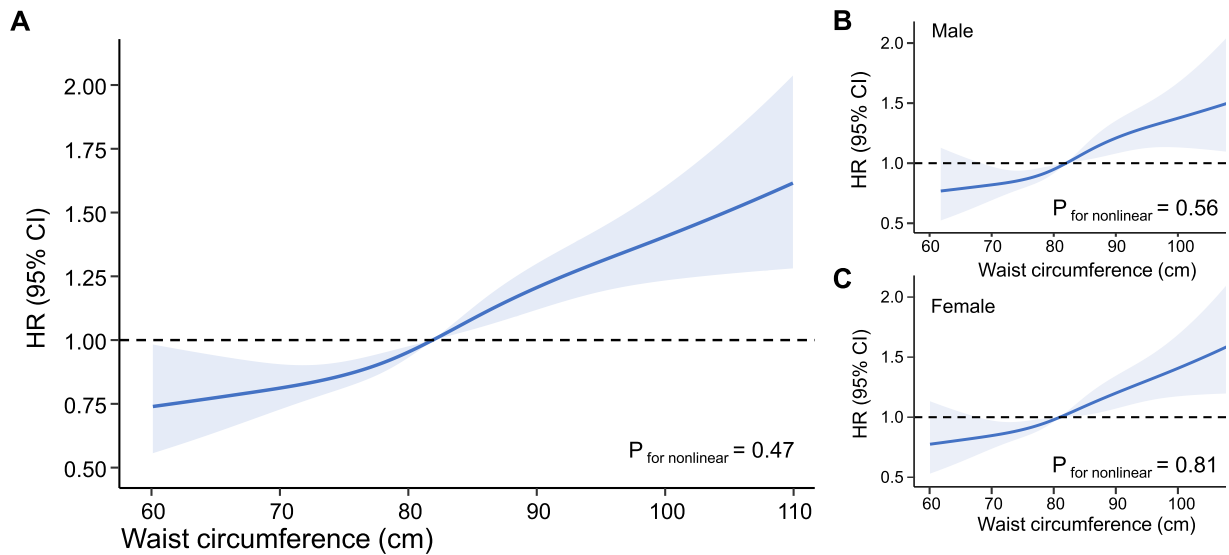 A
HR (95% CI)
2.00
1.75
1.50
1.25
1.00
0.75
0.50
P for nonlinear = 0.47
60 70 80 90 100 110
Waist circumference (cm)
B
Male
HR (95% CI)
2.0
1.5
1.0
0.5
P for nonlinear = 0.56
60 70 80 90 100
Waist circumference (cm)
C
Female
HR (95% CI)
2.0
1.5
1.0
0.5
P for nonlinear = 0.81
60 70 80 90 100
Waist circumference (cm)